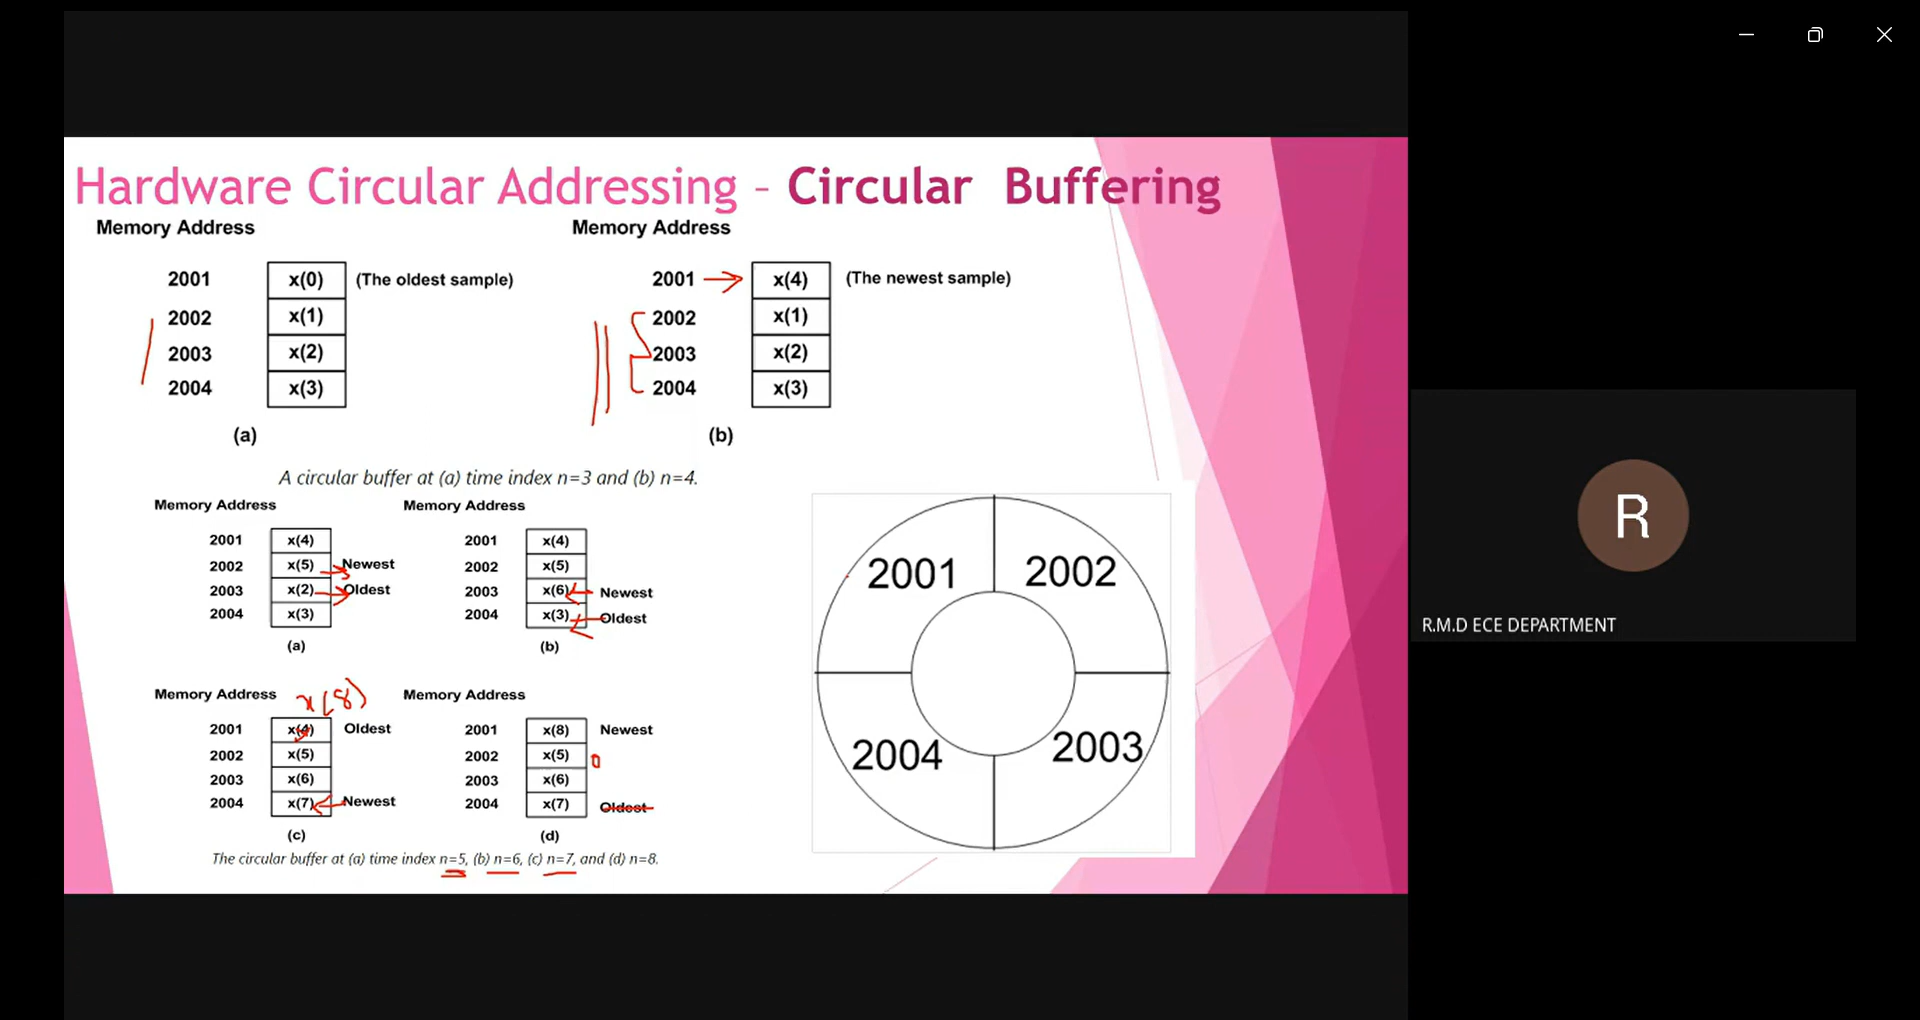 Hardware Circular Addressing - Circular Buffering
Memory Address
2001 x(0) (The oldest sample)
2002 x(1)
2003 x(2)
2004 x(3)
(a)
Memory Address
2001 x(4) (The newest sample)
2002 x(1)
2003 x(2)
2004 x(3)
(b)
A circular buffer at (a) time index n=3 and (b) n=4.
Memory Address
2001 x(4)
2002 x(5) Newest
2003 x(2) Oldest
2004 x(3)
(a)
Memory Address
2001 x(4)
2002 x(5)
2003 x(6) Newest
2004 x(3) Oldest
(b)
Memory Address
x(8)
2001 x(4) Oldest
2002 x(5)
2003 x(6)
2004 x(7) Newest
(c)
Memory Address
2001 x(8) Newest
2002 x(5) 0
2003 x(6)
2004 x(7) Oldest
(d)
The circular buffer at (a) time index n=5, (b) n=6, (c) n=7, and (d) n=8.
2001 2002
2004 2003
R
R.M.D ECE DEPARTMENT